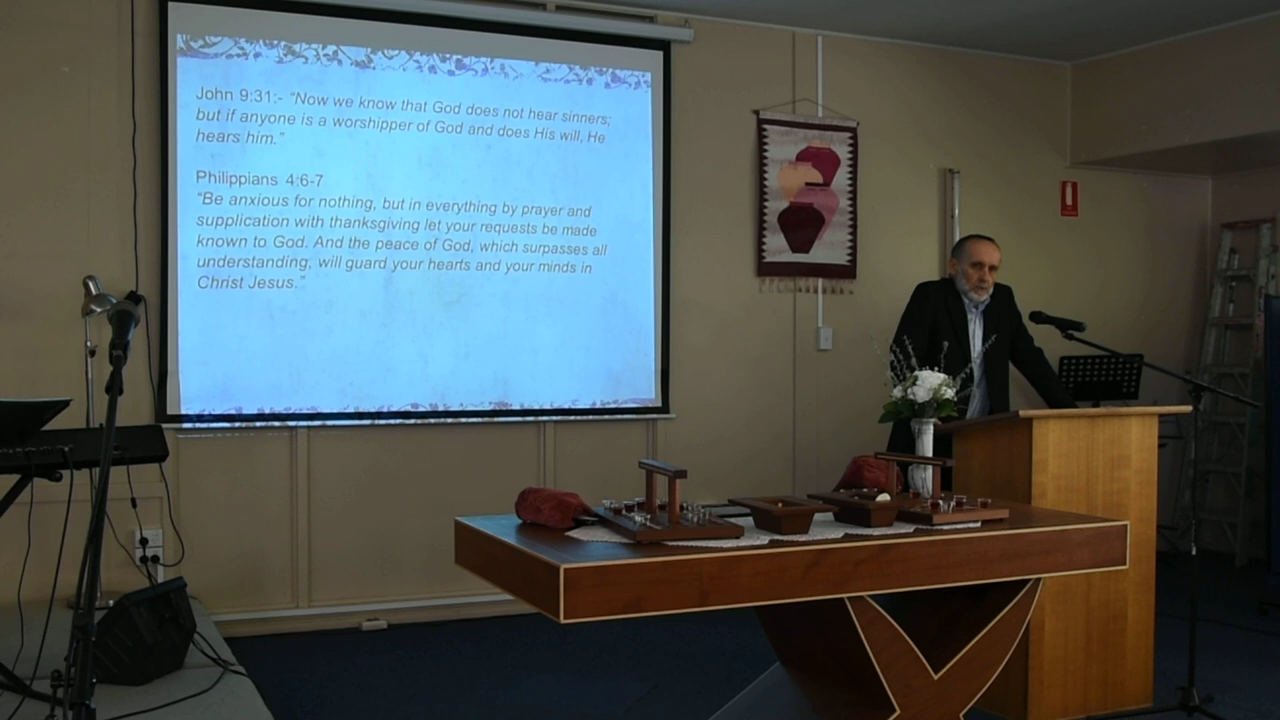 John 9:31:- “Now we know that God does not hear sinners;
but if anyone is a worshipper of God and does His will, He
hears him.”
Philippians 4:6-7
“Be anxious for nothing, but in everything by prayer and
supplication with thanksgiving let your requests be made
known to God. And the peace of God, which surpasses all
understanding, will guard your hearts and your minds in
Christ Jesus.”